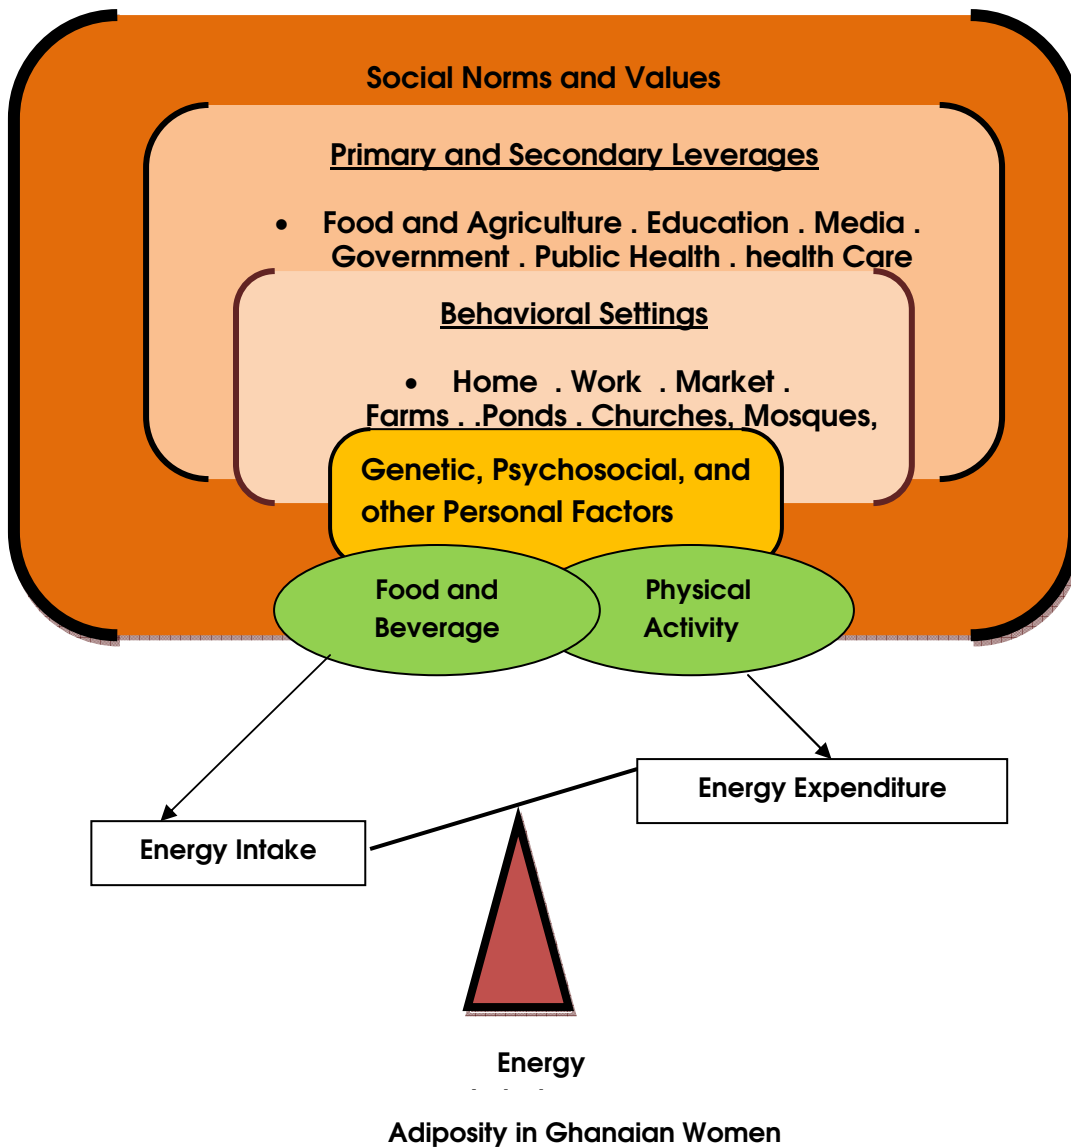 Social Norms and Values
Primary and Secondary Leverages
• Food and Agriculture . Education . Media .
Government . Public Health . health Care
Behavioral Settings
• Home . Work . Market .
Farms . .Ponds . Churches, Mosques,
Genetic, Psychosocial, and
other Personal Factors
Food and
Beverage
Physical
Activity
Energy Expenditure
Energy Intake
Energy
Adiposity in Ghanaian Women